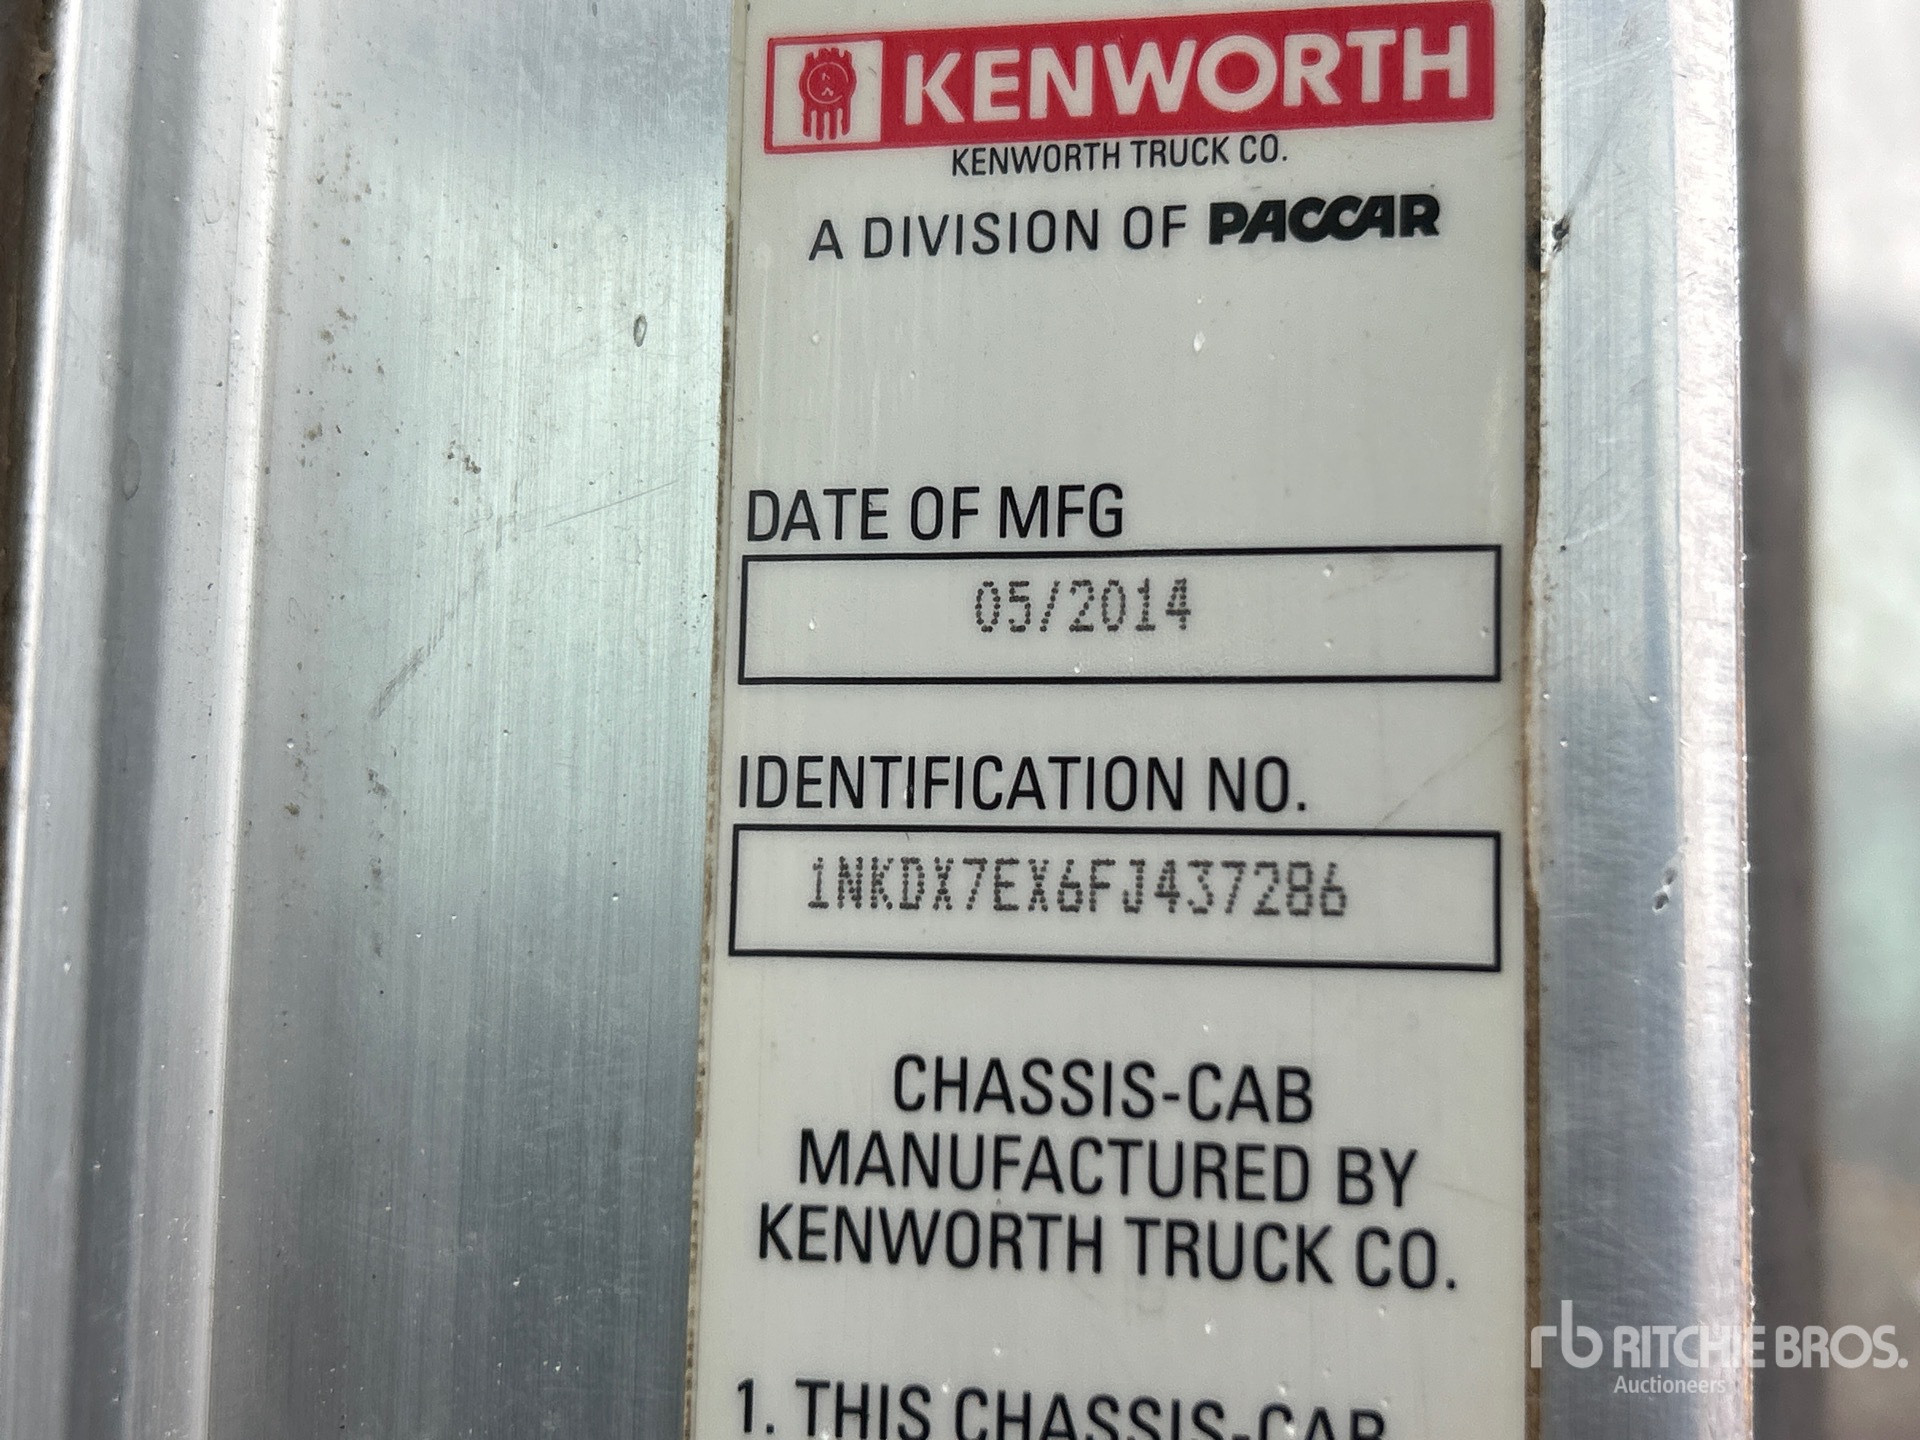 KENWORTH
KENWORTH TRUCK CO.
A DIVISION OF PACCAR
DATE OF MFG
05/2014
IDENTIFICATION NO.
1NKDX7EX6FJ437286
CHASSIS-CAB
MANUFACTURED BY
KENWORTH TRUCK CO.
1. THIS CHASSIS-CAB
rb RITCHIE BROS.
Auctioneers